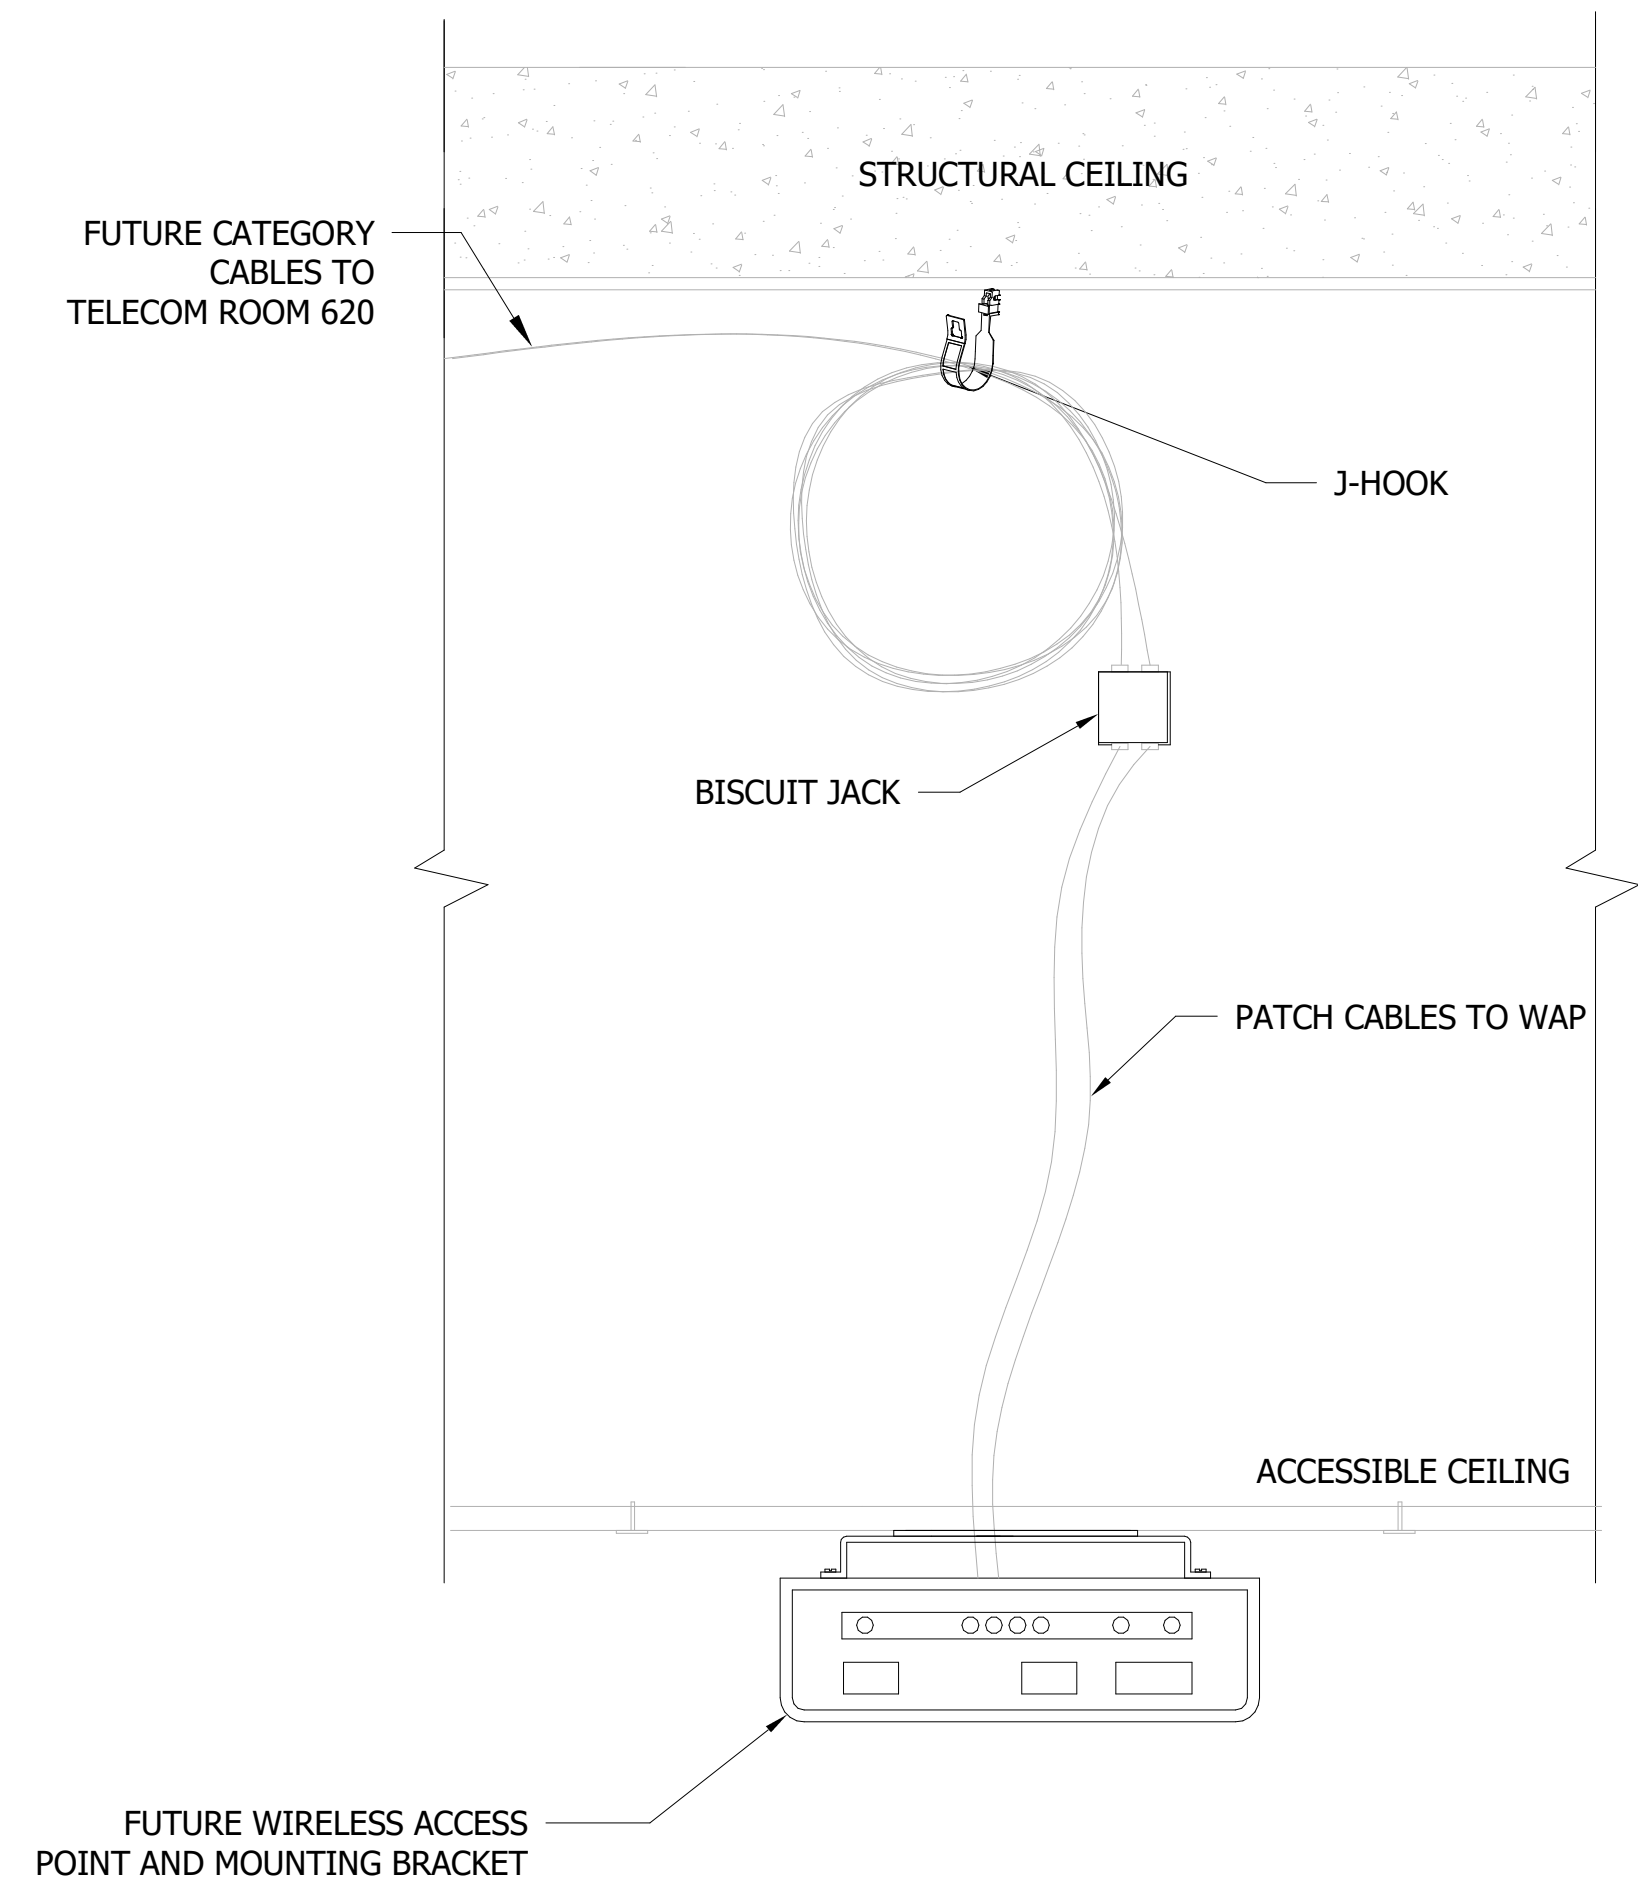 STRUCTURAL CEILING
FUTURE CATEGORY
CABLES TO
TELECOM ROOM 620
J-HOOK
BISCUIT JACK
PATCH CABLES TO WAP
ACCESSIBLE CEILING
FUTURE WIRELESS ACCESS
POINT AND MOUNTING BRACKET